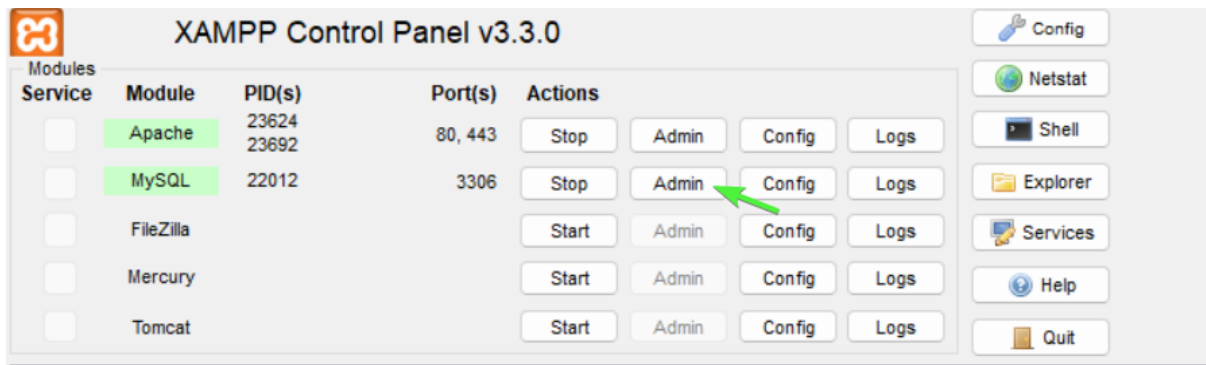 XAMPP Control Panel v3.3.0
Config
Modules
Service Module PID(s) Port(s) Actions
Netstat
Apache 23624 23692 80, 443 Stop Admin Config Logs
Shell
MySQL 22012 3306 Stop Admin Config Logs
Explorer
FileZilla Start Admin Config Logs
Services
Mercury Start Admin Config Logs
Help
Tomcat Start Admin Config Logs
Quit